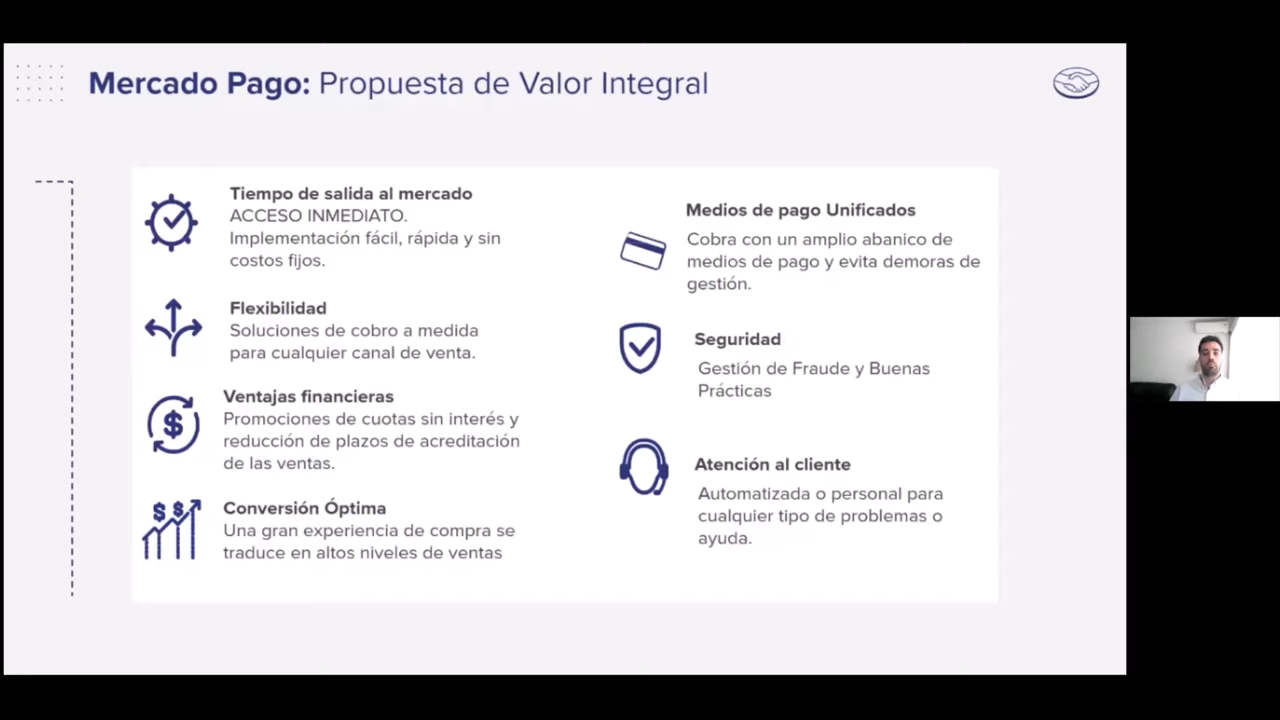 Mercado Pago: Propuesta de Valor Integral
Tiempo de salida al mercado
ACCESO INMEDIATO.
Implementación fácil, rápida y sin
costos fijos.
Flexibilidad
Soluciones de cobro a medida
para cualquier canal de venta.
Ventajas financieras
Promociones de cuotas sin interés y
reducción de plazos de acreditación
de las ventas.
Conversión Óptima
Una gran experiencia de compra se
traduce en altos niveles de ventas
Medios de pago Unificados
Cobra con un amplio abanico de
medios de pago y evita demoras de
gestión.
Seguridad
Gestión de Fraude y Buenas
Prácticas
Atención al cliente
Automatizada o personal para
cualquier tipo de problemas o
ayuda.